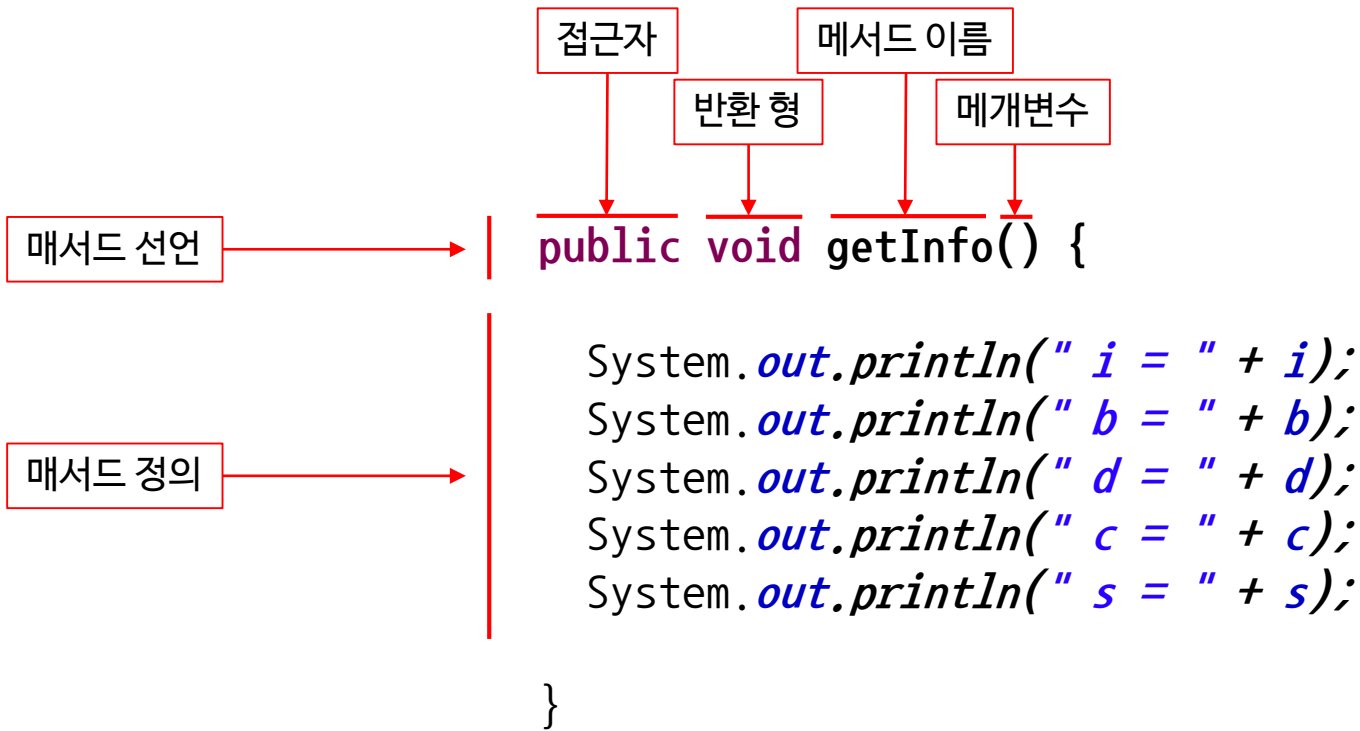 접근자
메서드 이름
반환 형
메개변수
매서드 선언
public void getInfo() {
System.out.println(" i = " + i);
System.out.println(" b = " + b);
매서드 정의
System.out.println(" d = " + d);
System.out.println(" c = " + c);
System.out.println(" s = " + s);
}